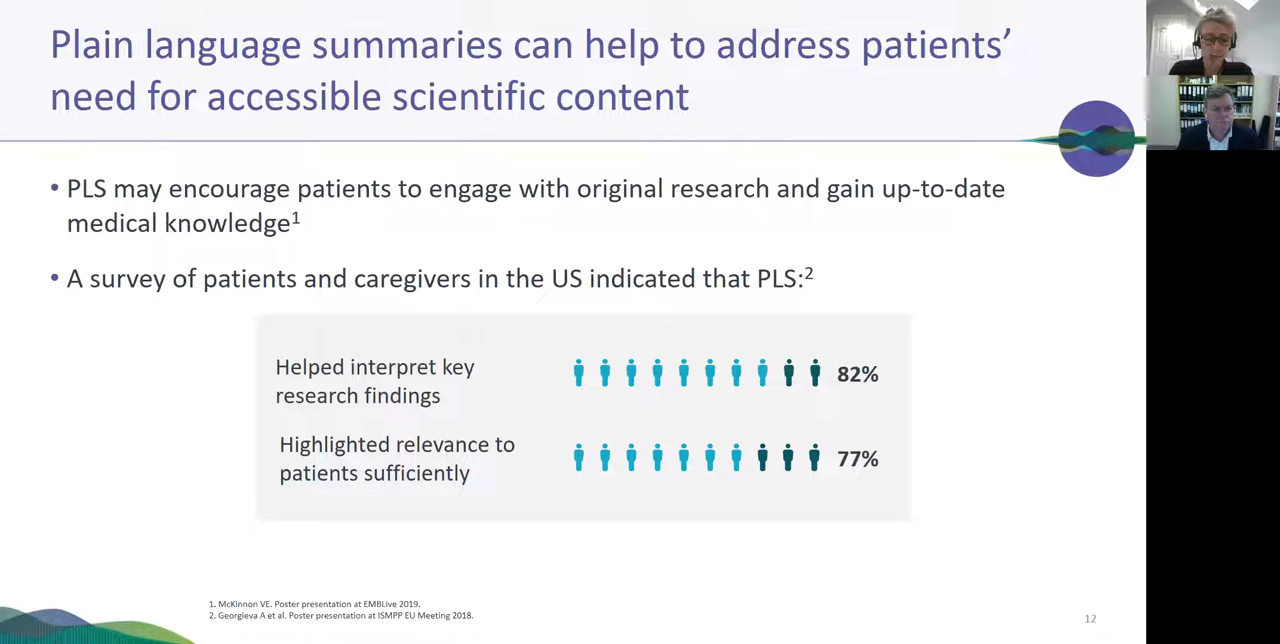 Plain language summaries can help to address patients’
need for accessible scientific content
• PLS may encourage patients to engage with original research and gain up-to-date
medical knowledge1
• A survey of patients and caregivers in the US indicated that PLS:2
Helped interpret key
research findings
82%
Highlighted relevance to
patients sufficiently
77%
1. McKinnon VE. Poster presentation at EMBLive 2019.
2. Georgieva A et al. Poster presentation at ISMPP EU Meeting 2018.
12